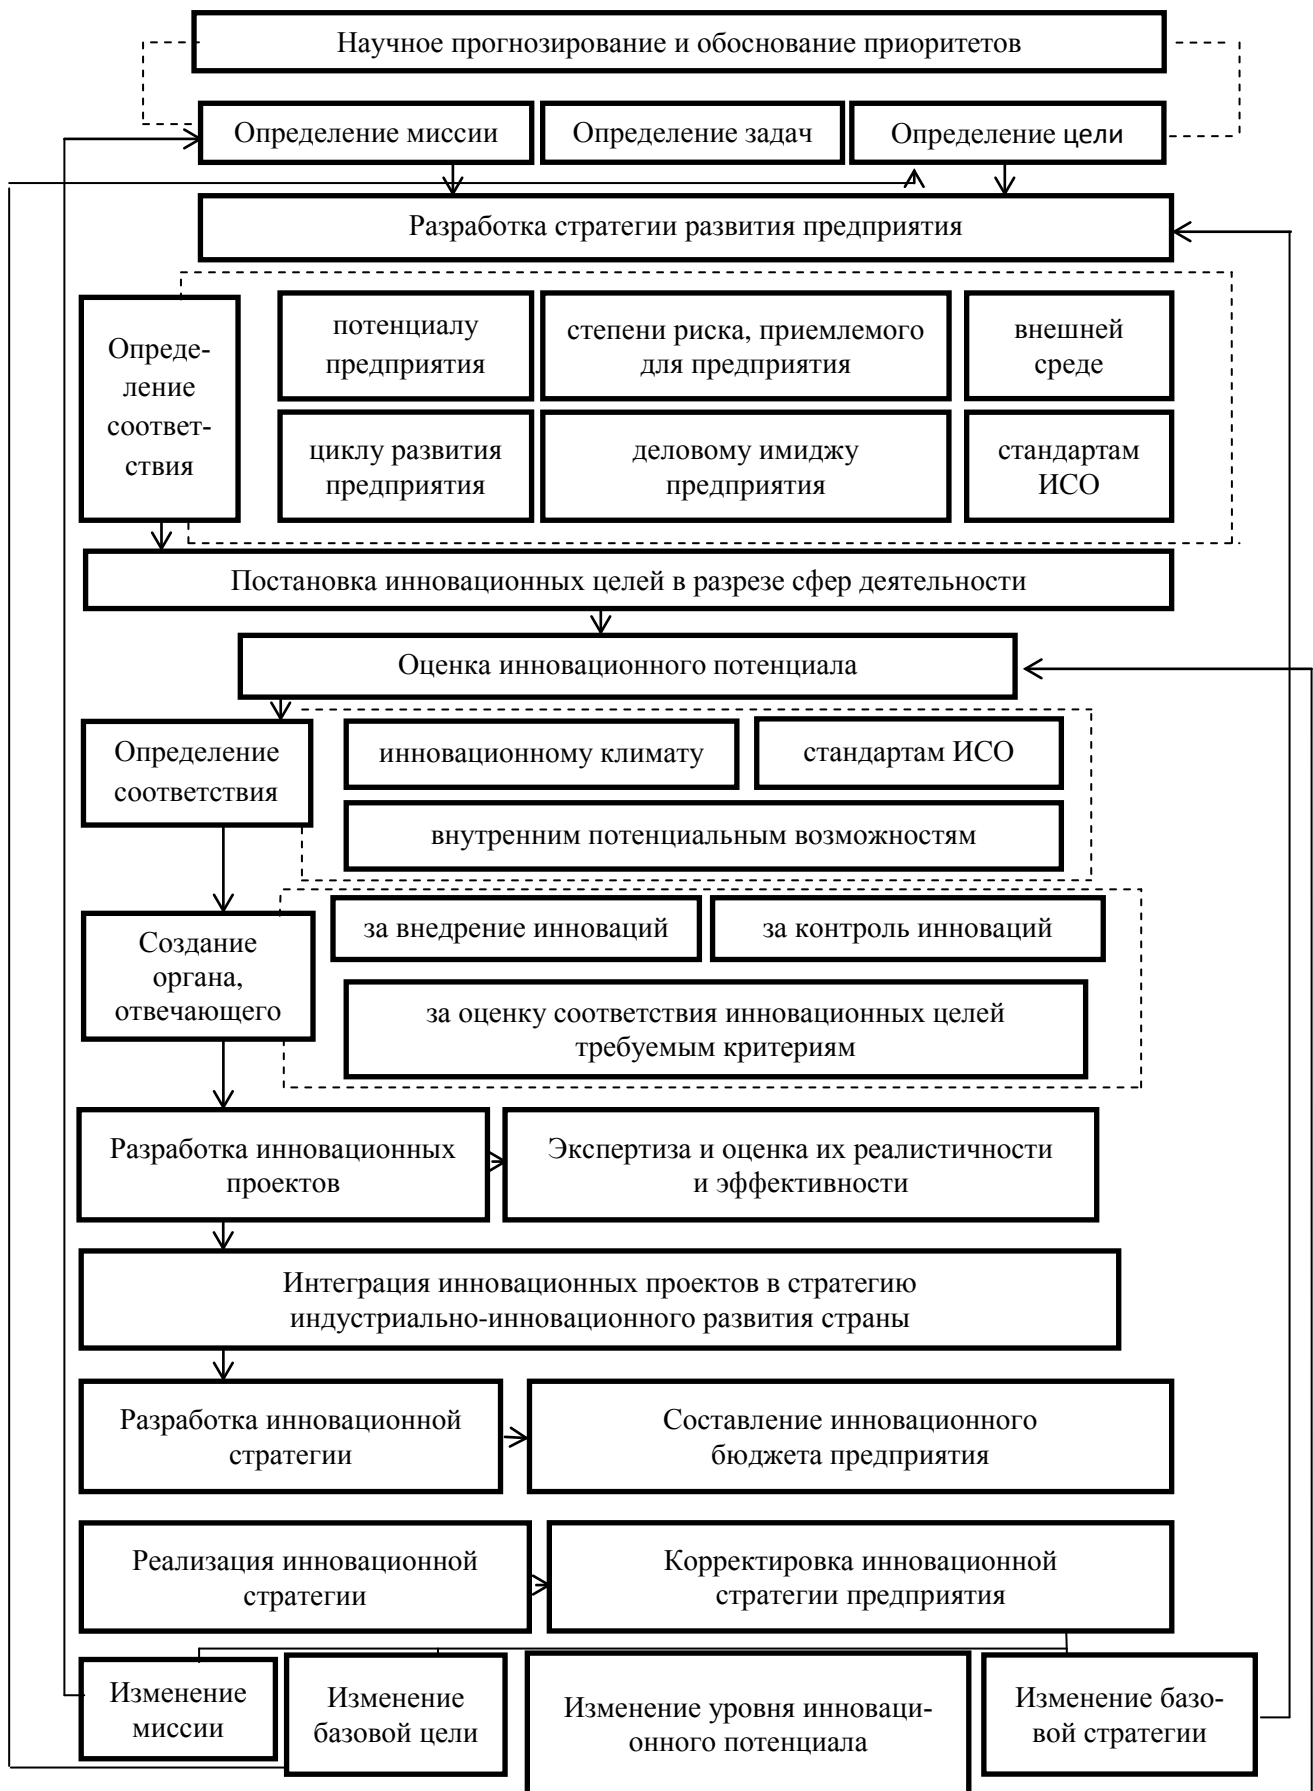 Научное прогнозирование и обоснование приоритетов
Определение миссии
Определение задач
Определение цели
Разработка стратегии развития предприятия
Опреде-
ление
соответ-
ствия
потенциалу
предприятия
степени риска, приемлемого
для предприятия
внешней
среде
циклу развития
предприятия
деловому имиджу
предприятия
стандартам
ИСО
Постановка инновационных целей в разрезе сфер деятельности
Оценка инновационного потенциала
Определение
соответствия
инновационному климату
стандартам ИСО
внутренним потенциальным возможностям
Создание
органа,
отвечающего
за внедрение инноваций
за контроль инноваций
за оценку соответствия инновационных целей
требуемым критериям
Разработка инновационных
проектов
Экспертиза и оценка их реалистичности
и эффективности
Интеграция инновационных проектов в стратегию
индустриально-инновационного развития страны
Разработка инновационной
стратегии
Составление инновационного
бюджета предприятия
Реализация инновационной
стратегии
Корректировка инновационной
стратегии предприятия
Изменение
миссии
Изменение
базовой цели
Изменение уровня инноваци-
онного потенциала
Изменение базо-
вой стратегии